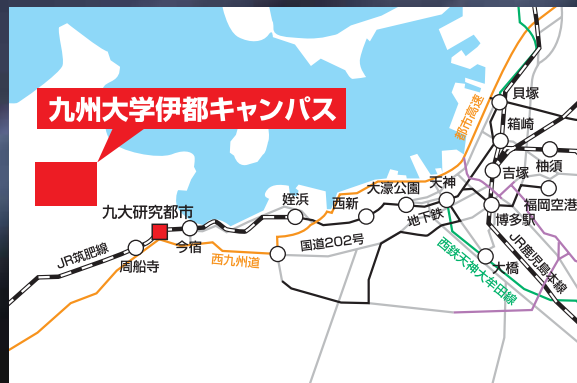 九州大学伊都キャンパス
貝塚
都市高速
箱崎
吉塚
柚須
福岡空港
天神
大濠公園
西新
姪浜
地下鉄
博多駅
九大研究都市
今宿
国道202号
JR筑肥線
周船寺
西九州道
大橋
西鉄天神大牟田線
JR鹿児島本線